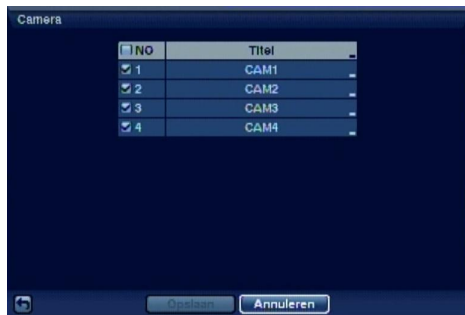 Camera
NO Titel
1 CAM1
2 CAM2
3 CAM3
4 CAM4
Opslaan Annuleren